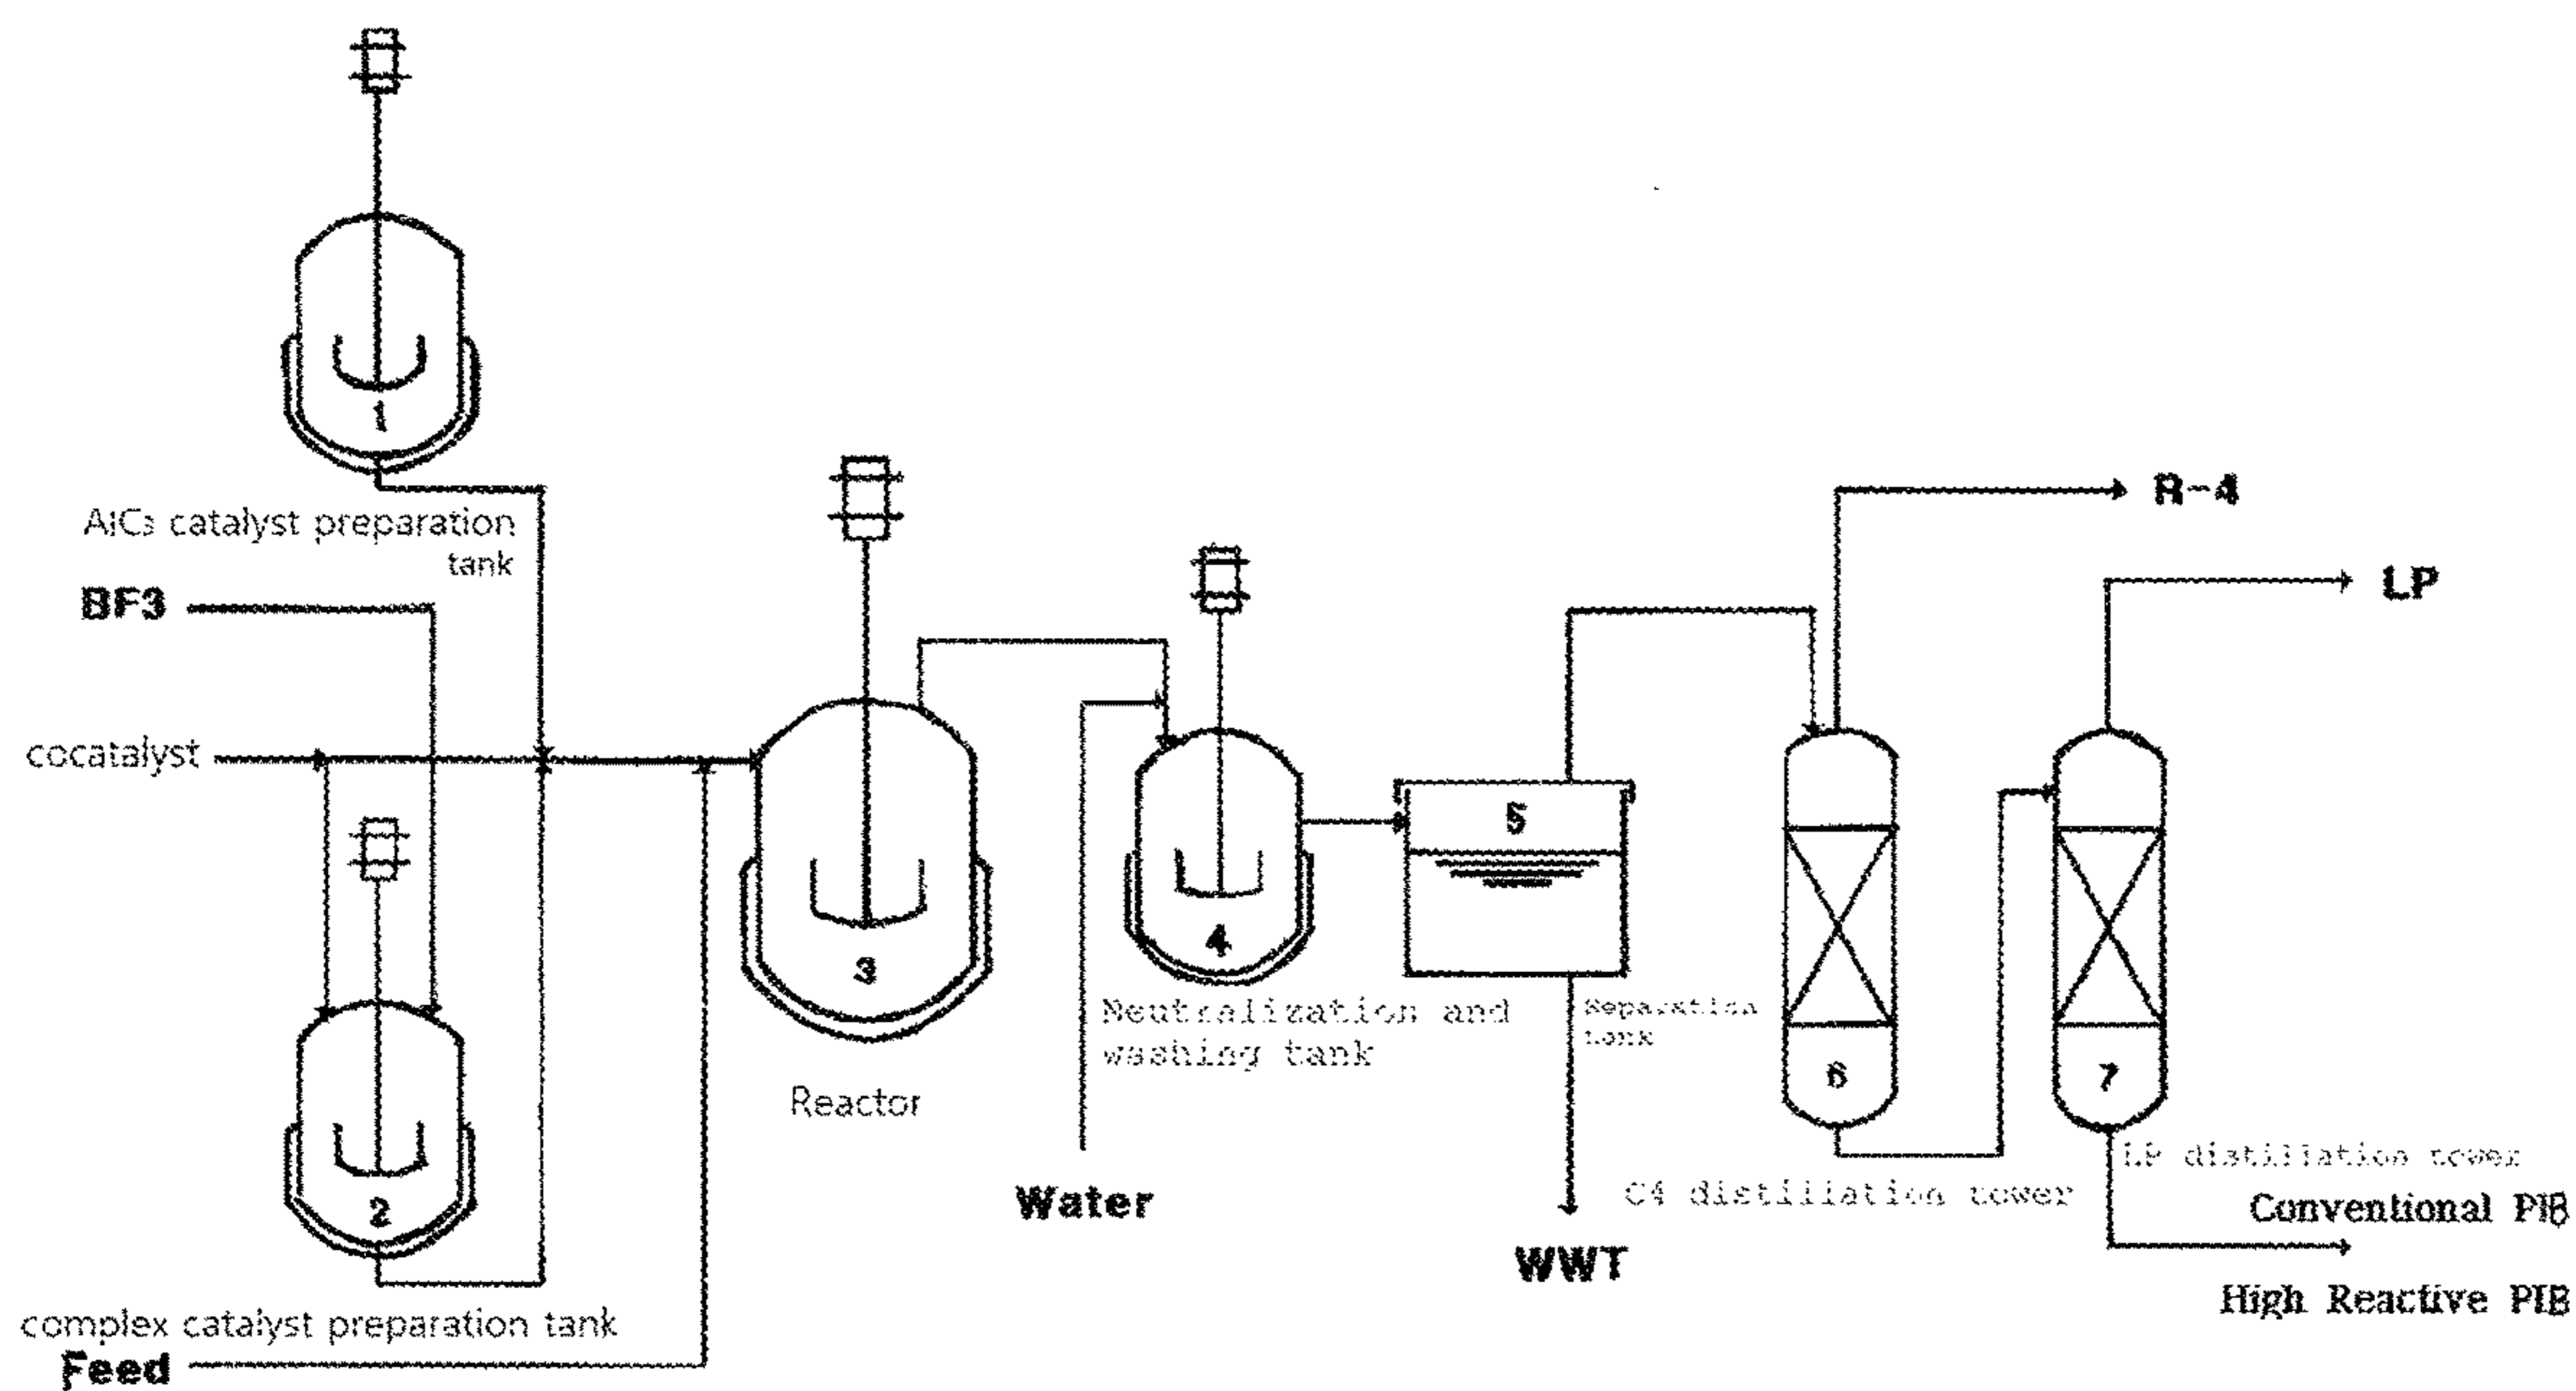 1
R-4
AlC₃ catalyst preparation
tank
LP
BF3
cocatalyst
5
4
3
Neutralization and
washing tank
Separation
tank
6
7
Reactor
2
Water
LP distillation tower
C4 distillation tower
Conventional PIB
WWT
High Reactive PIB
complex catalyst preparation tank
Feed